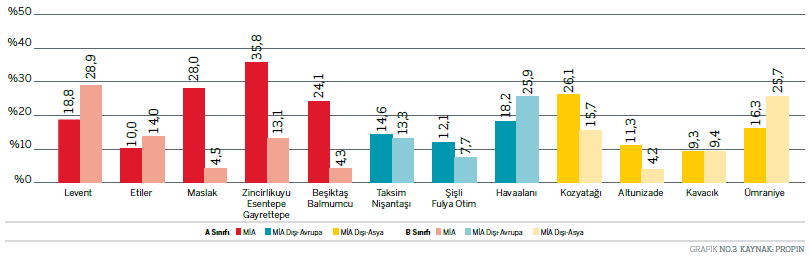 %50
%40
%30
%20
%10
%0
18,8
28,9
10,0
14,0
28,0
4,5
35,8
13,1
24,1
4,3
14,6
13,3
12,1
7,7
18,2
25,9
26,1
15,7
11,3
4,2
9,3
9,4
16,3
25,7
Levent
Etiler
Maslak
Zincirlikuyu
Esentepe
Gayrettepe
Beşiktaş
Balmumcu
Taksim
Nişantaşı
Şişli
Fulya Otim
Havaalanı
Kozyatağı
Altunizade
Kavacık
Ümraniye
A Sınıfı MİA MİA Dışı-Avrupa MİA Dışı-Asya B Sınıfı MİA MİA Dışı-Avrupa MİA Dışı-Asya
GRAFİK NO.3 KAYNAK: PROPIN